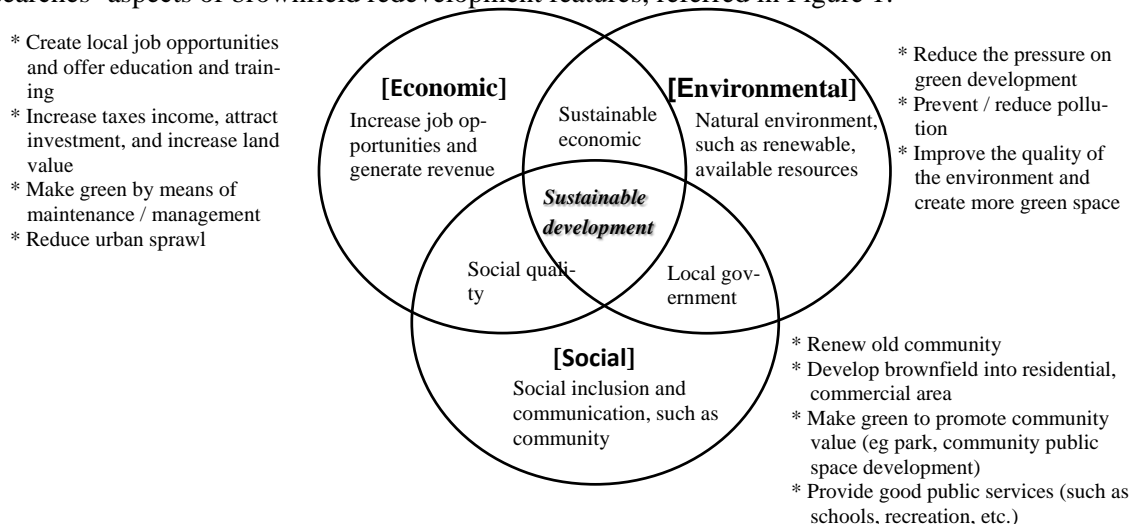 searches' aspects of brownfield redevelopment features, referred in Figure 1.
* Create local job opportunities
and offer education and train-
ing
* Increase taxes income, attract
investment, and increase land
value
* Make green by means of
maintenance / management
* Reduce urban sprawl
[Economic]
Increase job op-
portunities and
generate revenue
Sustainable
economic
[Environmental]
Natural environment,
such as renewable,
available resources
* Reduce the pressure on
green development
* Prevent / reduce pollu-
tion
* Improve the quality of
the environment and
create more green space
Sustainable
development
Social quali-
ty
Local gov-
ernment
[Social]
Social inclusion and
communication, such as
community
* Renew old community
* Develop brownfield into residential,
commercial area
* Make green to promote community
value (eg park, community public
space development)
* Provide good public services (such as
schools, recreation, etc.)